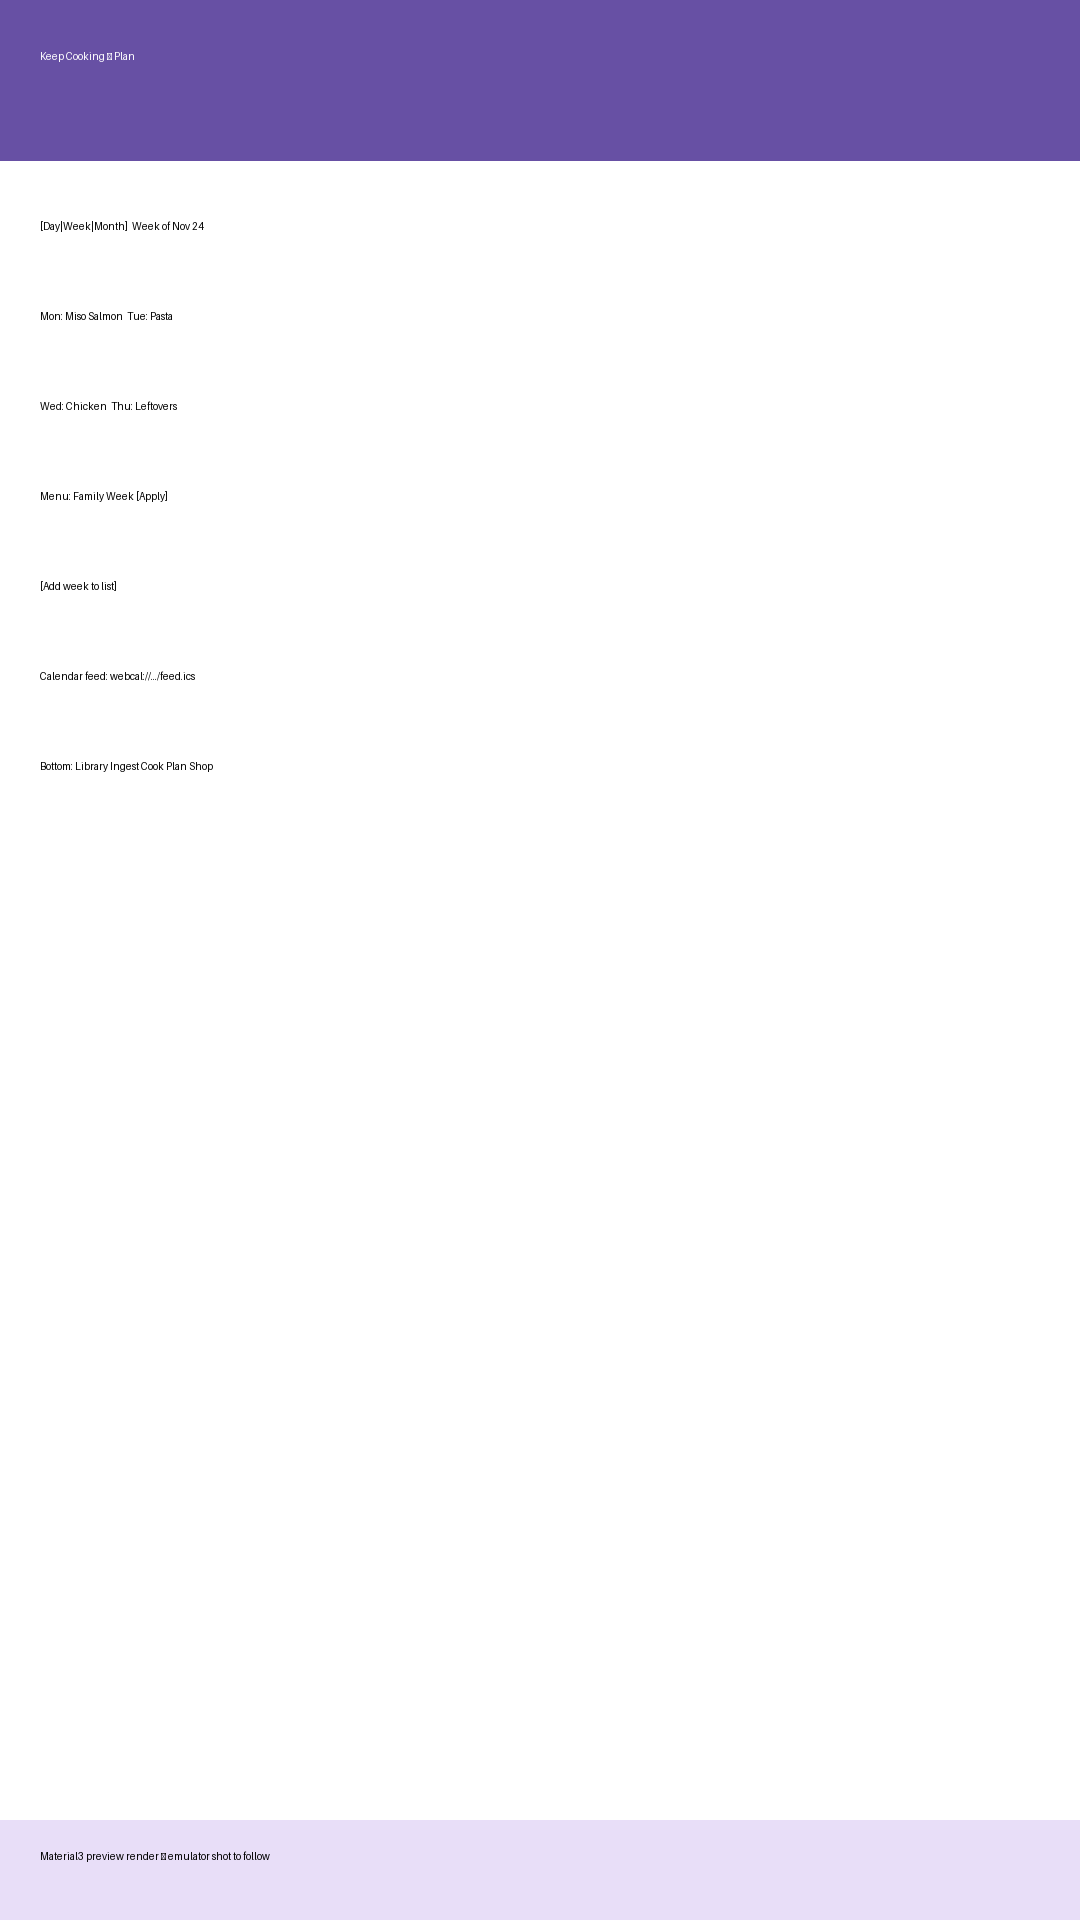 Keep Cooking ▯ Plan
[Day|Week|Month]  Week of Nov 24
Mon: Miso Salmon  Tue: Pasta
Wed: Chicken  Thu: Leftovers
Menu: Family Week [Apply]
[Add week to list]
Calendar feed: webcal://…/feed.ics
Bottom: Library Ingest Cook Plan Shop
Material3 preview render ▯ emulator shot to follow